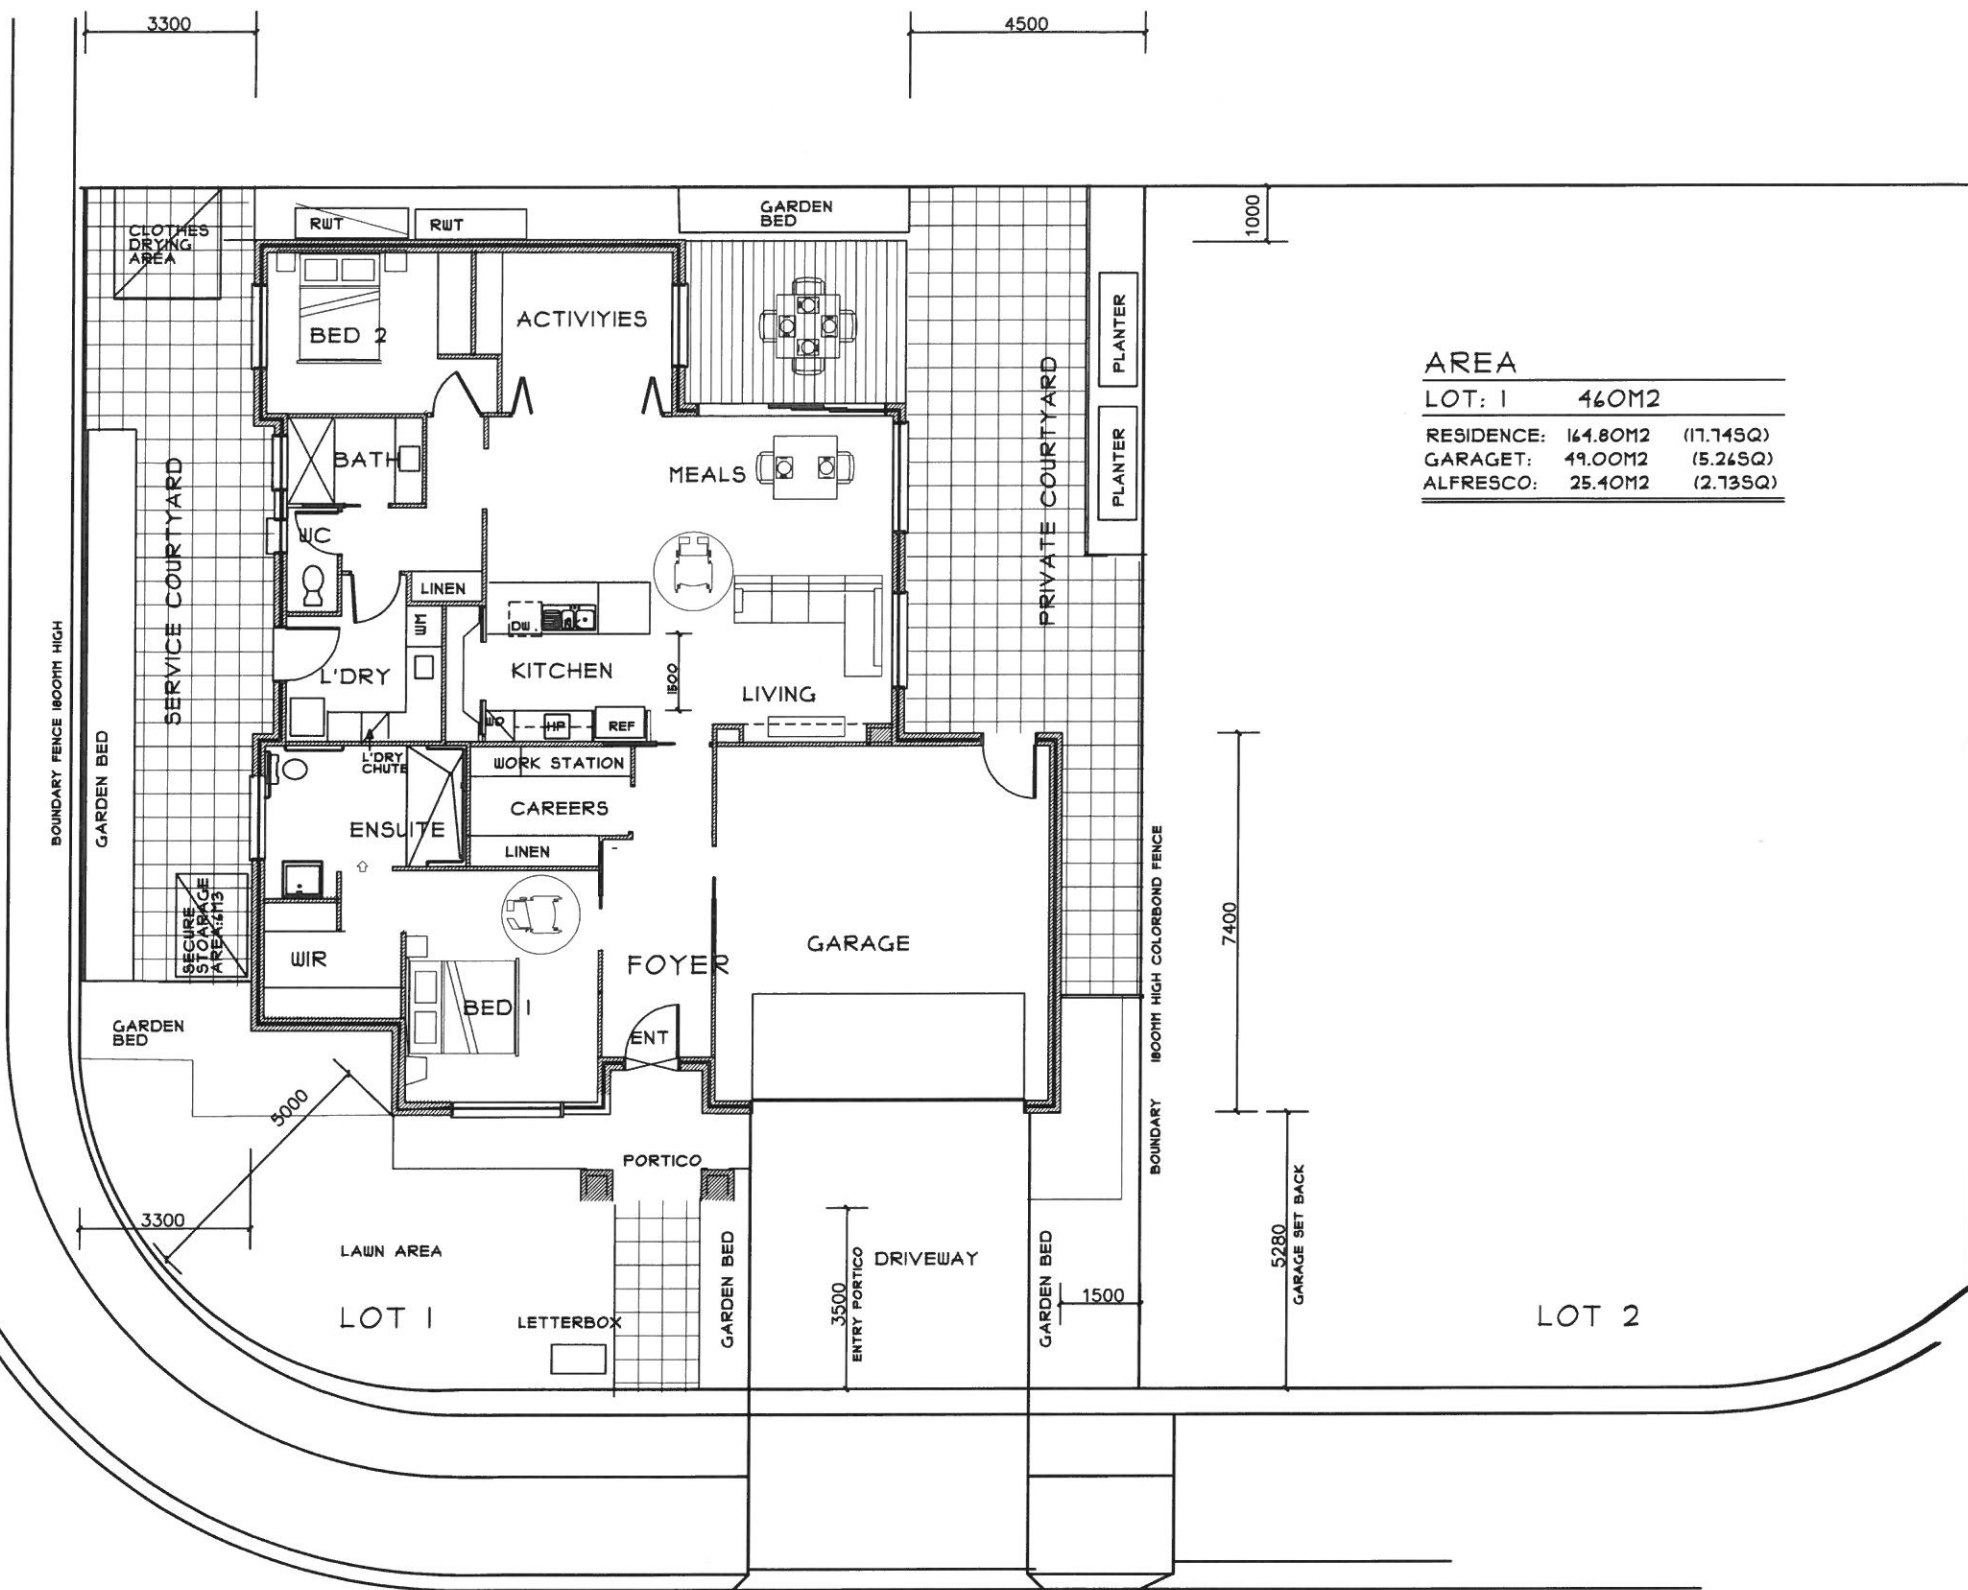 3300
4500
RWT
RWT
GARDEN
BED
1000
CLOTHES
DRYING
AREA
BED 2
ACTIVIYIES
PLANTER
PLANTER
PRIVATE COURTYARD
AREA
LOT: 1 460M2
RESIDENCE: 164.80M2 (17.74SQ)
GARAGET: 49.00M2 (5.26SQ)
ALFRESCO: 25.40M2 (2.73SQ)
BATH
MEALS
WC
LINEN
SERVICE COURTYARD
BOUNDARY FENCE 1800MM HIGH
GARDEN BED
WM
DW.
L'DRY
KITCHEN
1500
LIVING
WO
HP
REF
L'DRY
CHUTE
WORK STATION
CAREERS
ENSUITE
LINEN
SECURE
STOARAGE
AREA:6M3
WIR
BED 1
FOYER
ENT
GARAGE
7400
BOUNDARY 1800MM HIGH COLORBOND FENCE
GARDEN
BED
5000
3300
PORTICO
LAWN AREA
LOT 1
LETTERBOX
GARDEN BED
3500
ENTRY PORTICO
DRIVEWAY
GARDEN BED
1500
5280
GARAGE SET BACK
LOT 2